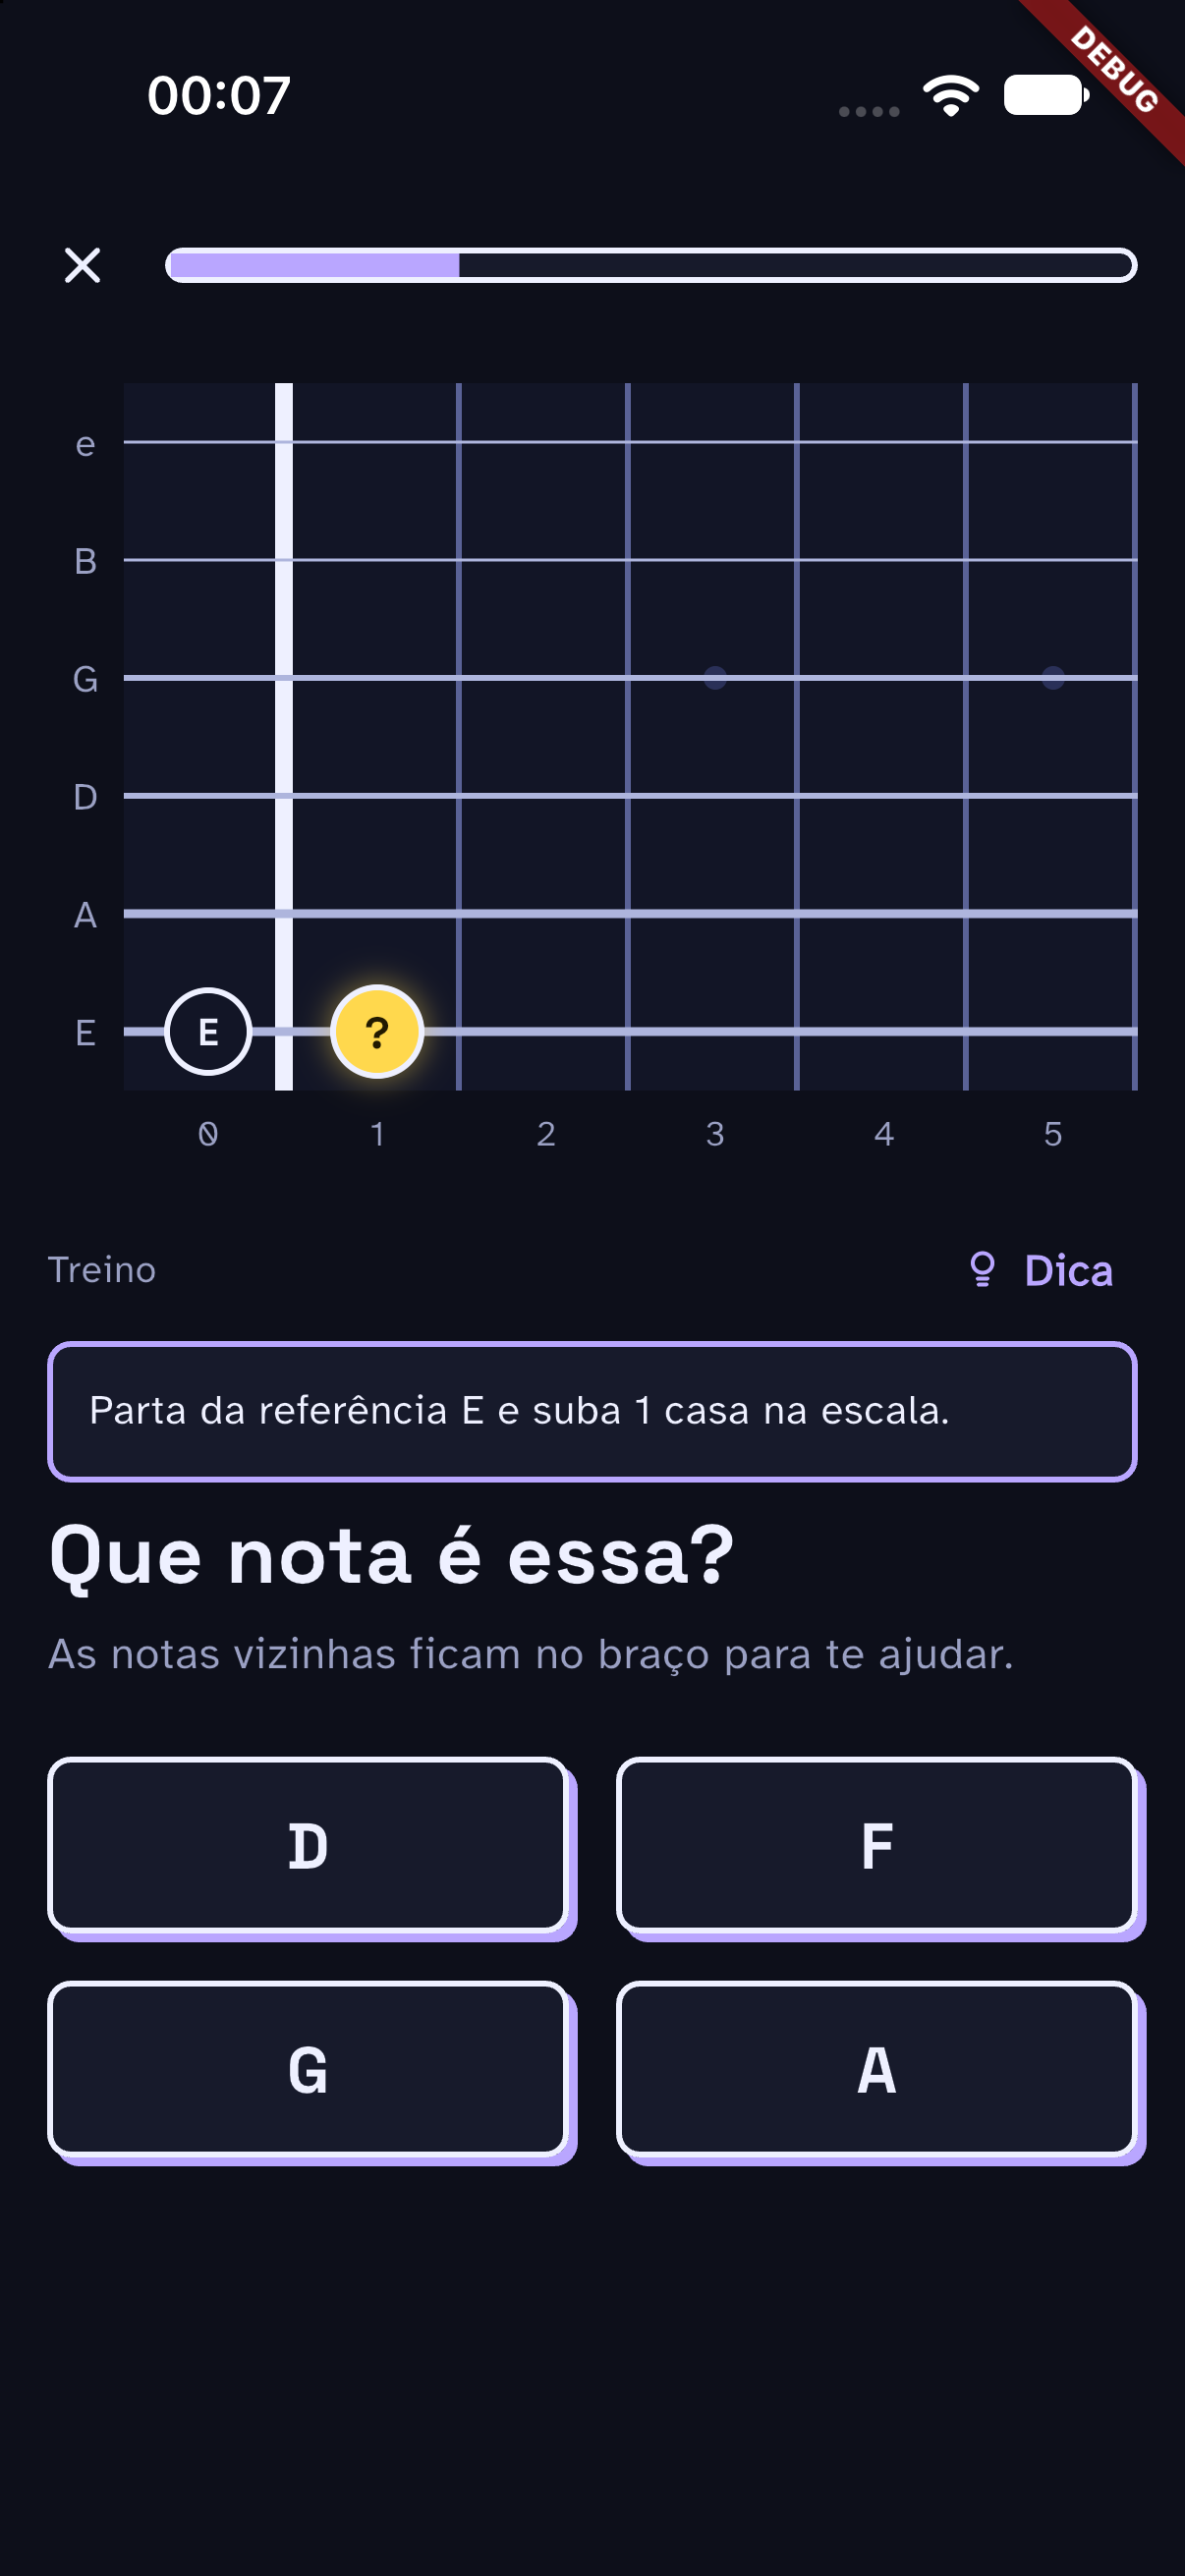 00:07
DEBUG
e
B
G
D
A
E
E
?
0 1 2 3 4 5
Treino
Dica
Parta da referência E e suba 1 casa na escala.
Que nota é essa?
As notas vizinhas ficam no braço para te ajudar.
D
F
G
A